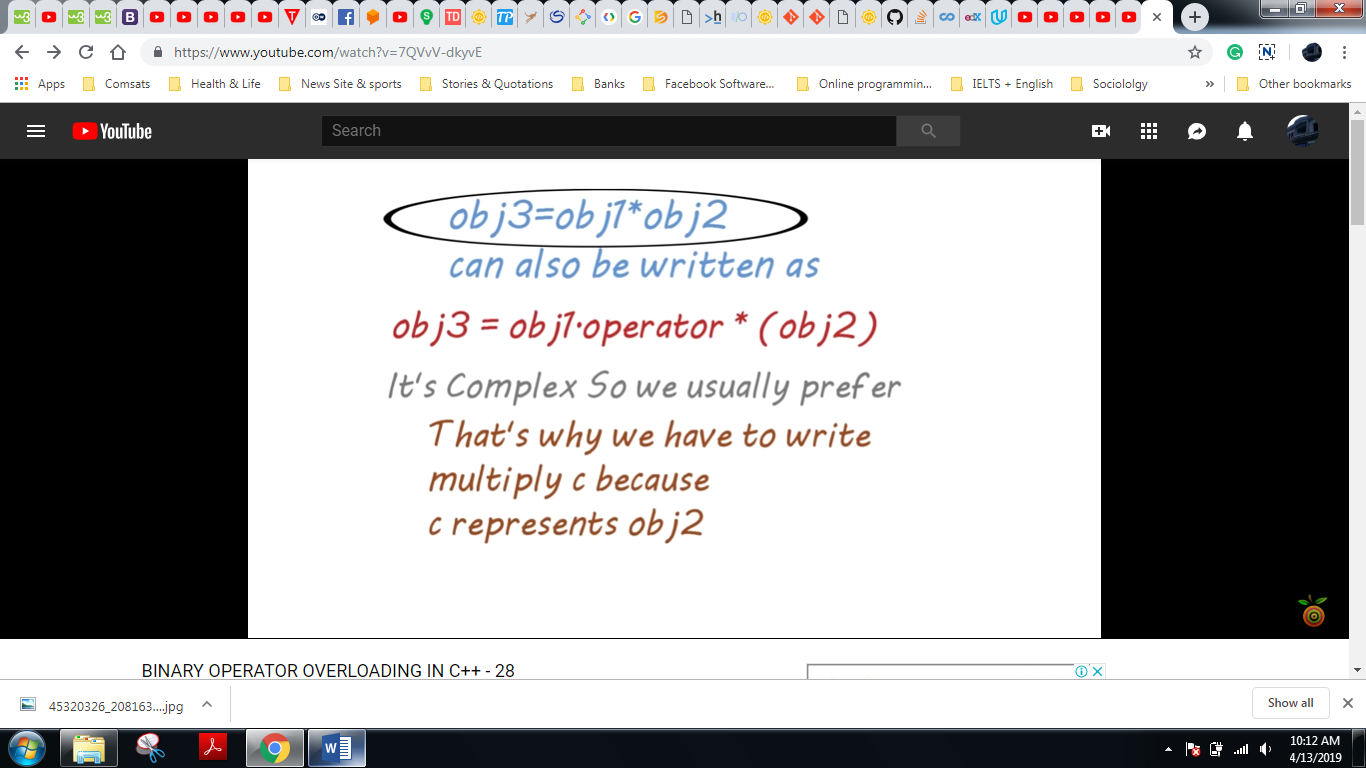 https://www.youtube.com/watch?v=7QVvV-dkyvE
Apps Comsats Health & Life News Site & sports Stories & Quotations Banks Facebook Software... Online programmin... IELTS + English Sociololgy » Other bookmarks
YouTube Search
obj3=obj1*obj2
can also be written as
obj3 = obj1·operator * ( obj2 )
It's Complex So we usually prefer
That's why we have to write
multiply c because
c represents obj2
BINARY OPERATOR OVERLOADING IN C++ - 28
45320326_208163....jpg Show all
10:12 AM
4/13/2019